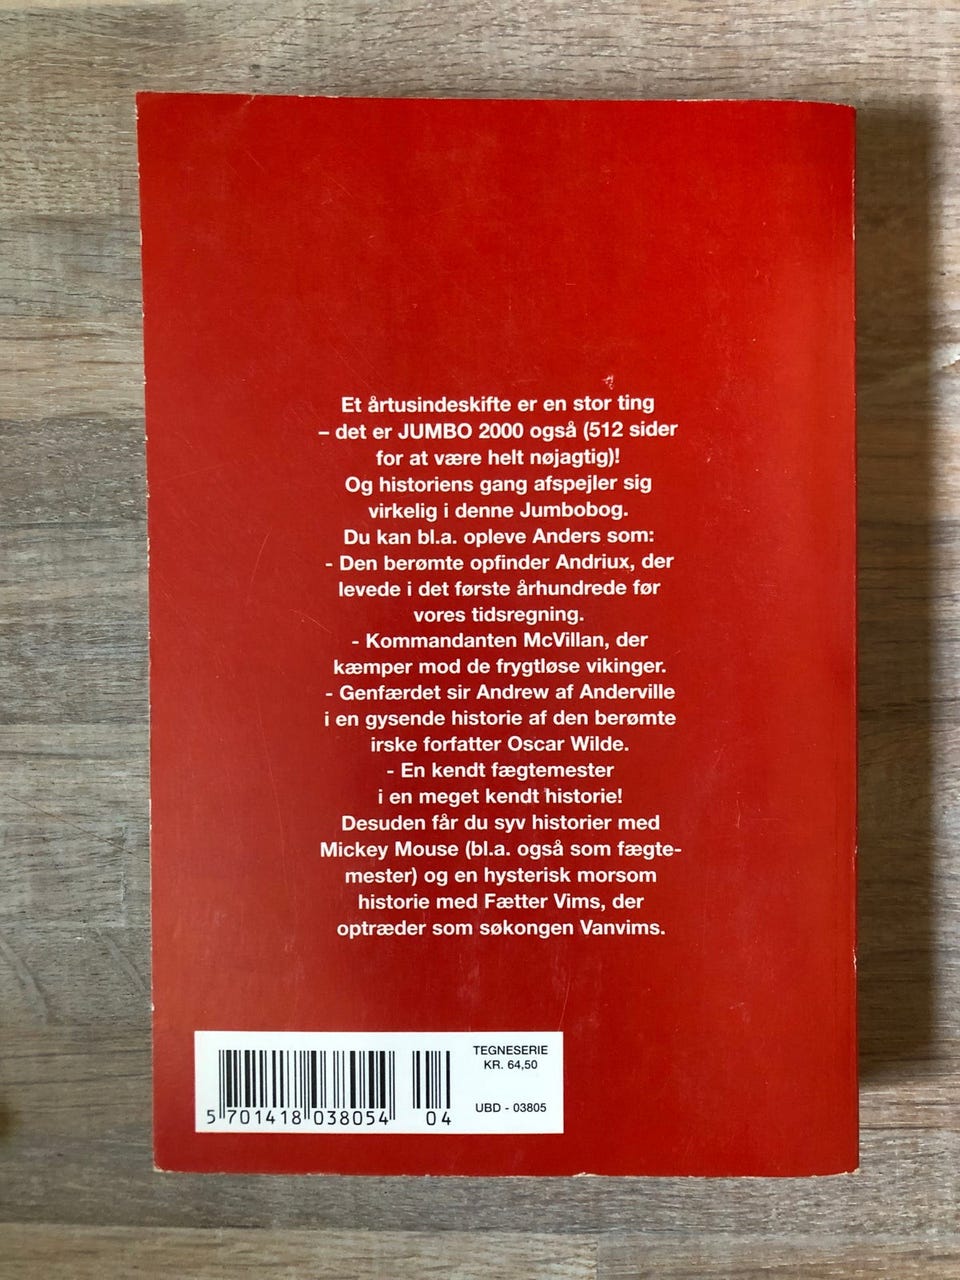 Et årtusindeskifte er en stor ting
– det er JUMBO 2000 også (512 sider
for at være helt nøjagtig)!
Og historiens gang afspejler sig
virkelig i denne Jumbobog.
Du kan bl.a. opleve Anders som:
- Den berømte opfinder Andriux, der
levede i det første århundrede før
vores tidsregning.
- Kommandanten McVillan, der
kæmper mod de frygtløse vikinger.
- Genfærdet sir Andrew af Anderville
i en gysende historie af den berømte
irske forfatter Oscar Wilde.
- En kendt fægtemester
i en meget kendt historie!
Desuden får du syv historier med
Mickey Mouse (bl.a. også som fægte-
mester) og en hysterisk morsom
historie med Fætter Vims, der
optræder som søkongen Vanvims.
TEGNESERIE
KR. 64,50
UBD - 03805
5 701418 038054 04